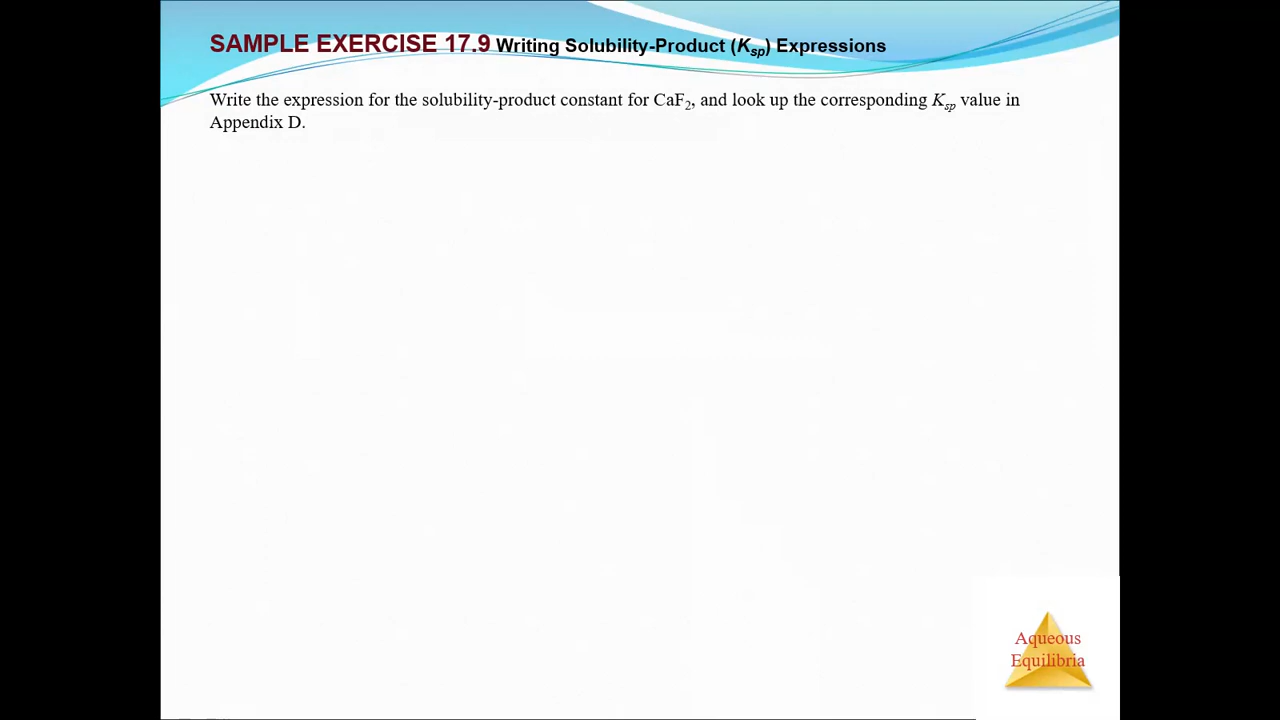 SAMPLE EXERCISE 17.9 Writing Solubility-Product (Ksp) Expressions
Write the expression for the solubility-product constant for CaF2, and look up the corresponding Ksp value in
Appendix D.
Aqueous
Equilibria